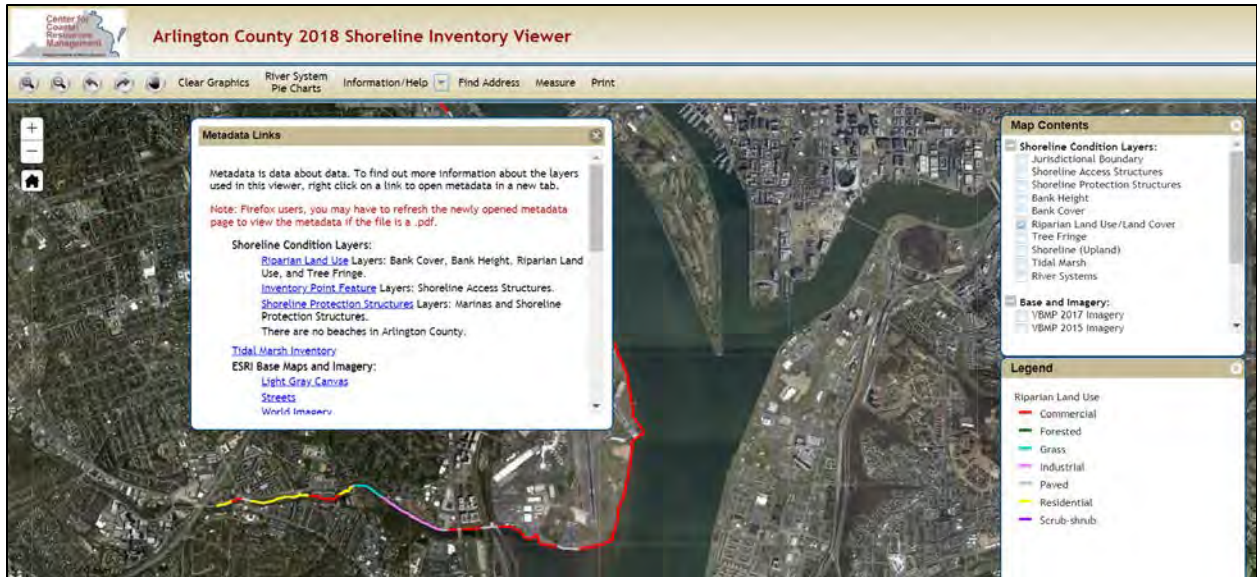 Center for
Coastal
Resources
Management
Arlington County 2018 Shoreline Inventory Viewer
Clear Graphics
River System
Pie Charts
Information/Help
Find Address
Measure
Print
+
−
Metadata Links
Metadata is data about data. To find out more information about the layers
used in this viewer, right click on a link to open metadata in a new tab.
Note: Firefox users, you may have to refresh the newly opened metadata
page to view the metadata if the file is a .pdf.
Shoreline Condition Layers:
Riparian Land Use Layers: Bank Cover, Bank Height, Riparian Land
Use, and Tree Fringe.
Inventory Point Feature Layers: Shoreline Access Structures.
Shoreline Protection Structures Layers: Marinas and Shoreline
Protection Structures.
There are no beaches in Arlington County.
Tidal Marsh Inventory
ESRI Base Maps and Imagery:
Light Gray Canvas
Streets
World Imagery
Map Contents
Shoreline Condition Layers:
Jurisdictional Boundary
Shoreline Access Structures
Shoreline Protection Structures
Bank Height
Bank Cover
Riparian Land Use/Land Cover
Tree Fringe
Shoreline (Upland)
Tidal Marsh
River Systems
Base and Imagery:
VBMP 2017 Imagery
VBMP 2015 Imagery
Legend
Riparian Land Use
Commercial
Forested
Grass
Industrial
Paved
Residential
Scrub-shrub